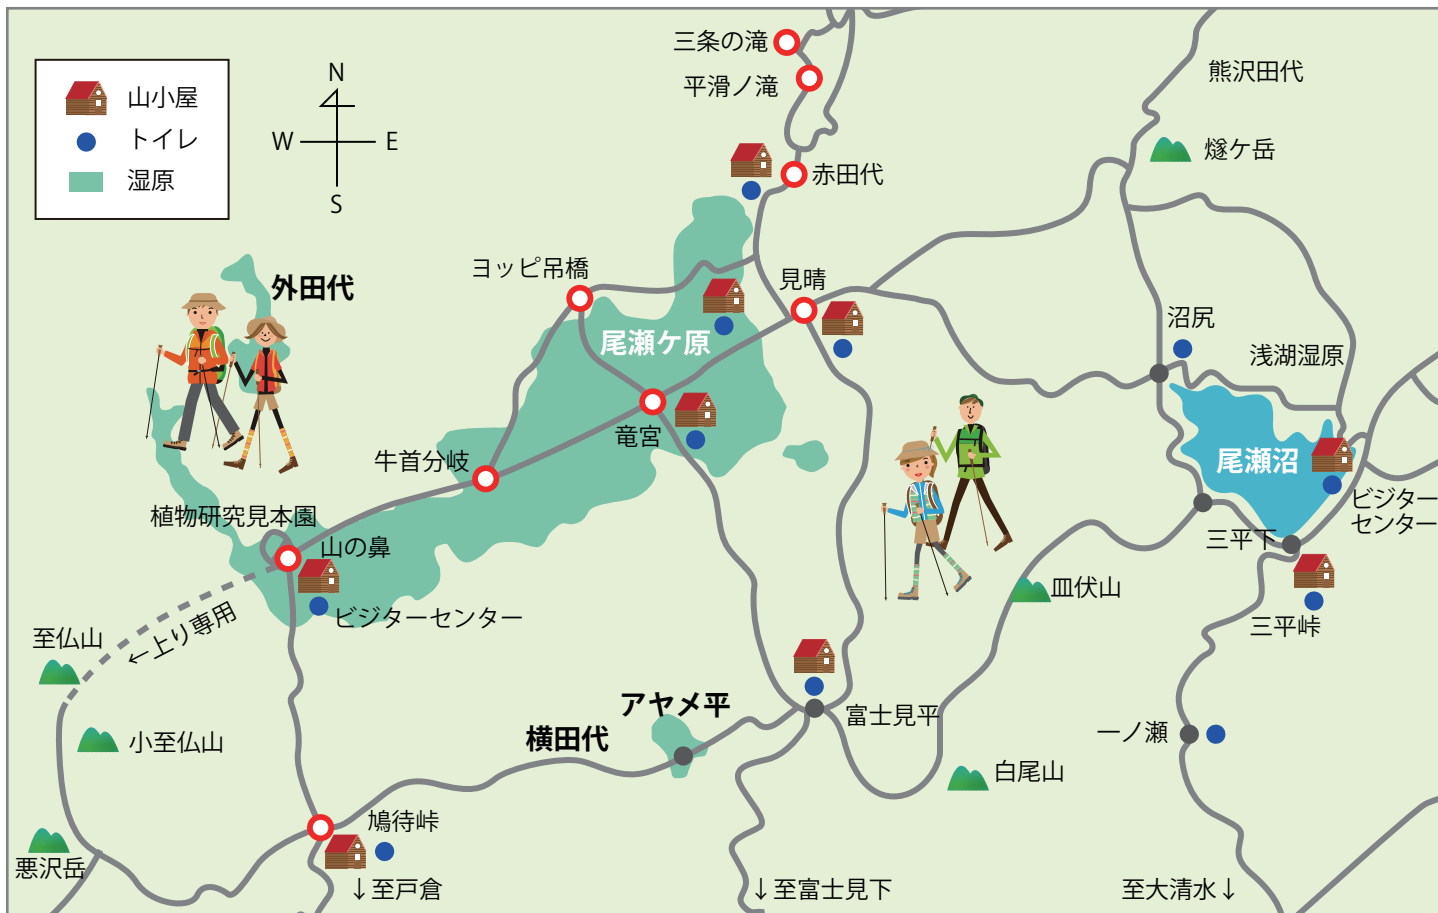 山小屋
トイレ
湿原
N
W
E
S
三条の滝
平滑ノ滝
赤田代
熊沢田代
燧ケ岳
外田代
ヨッピ吊橋
見晴
尾瀬ケ原
沼尻
浅湖湿原
竜宮
牛首分岐
尾瀬沼
ビジター
センター
植物研究見本園
山の鼻
三平下
皿伏山
ビジターセンター
←上り専用
至仏山
三平峠
アヤメ平
富士見平
横田代
小至仏山
一ノ瀬
白尾山
鳩待峠
悪沢岳
↓至戸倉
↓至富士見下
至大清水↓